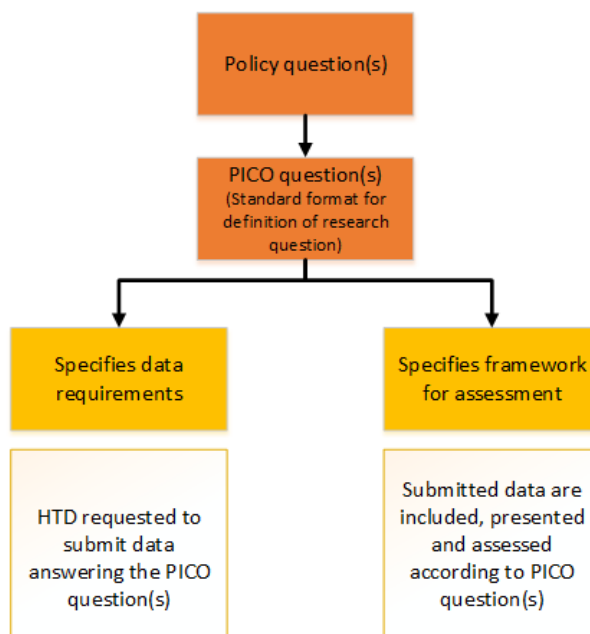 Policy question(s)
PICO question(s)
(Standard format for
definition of research
question)
Specifies data
requirements
Specifies framework
for assessment
HTD requested to
submit data
answering the PICO
question(s)
Submitted data are
included, presented
and assessed
according to PICO
question(s)